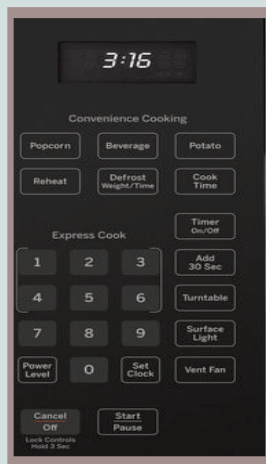 3:16
Convenience Cooking
Popcorn
Beverage
Potato
Reheat
Defrost
Weight/Time
Cook
Time
Timer
On/Off
Express Cook
1
2
3
Add
30 Sec
4
5
6
Turntable
7
8
9
Surface
Light
Power
Level
0
Set
Clock
Vent Fan
Cancel
Off
Start
Pause
Lock Controls
Hold 3 Sec